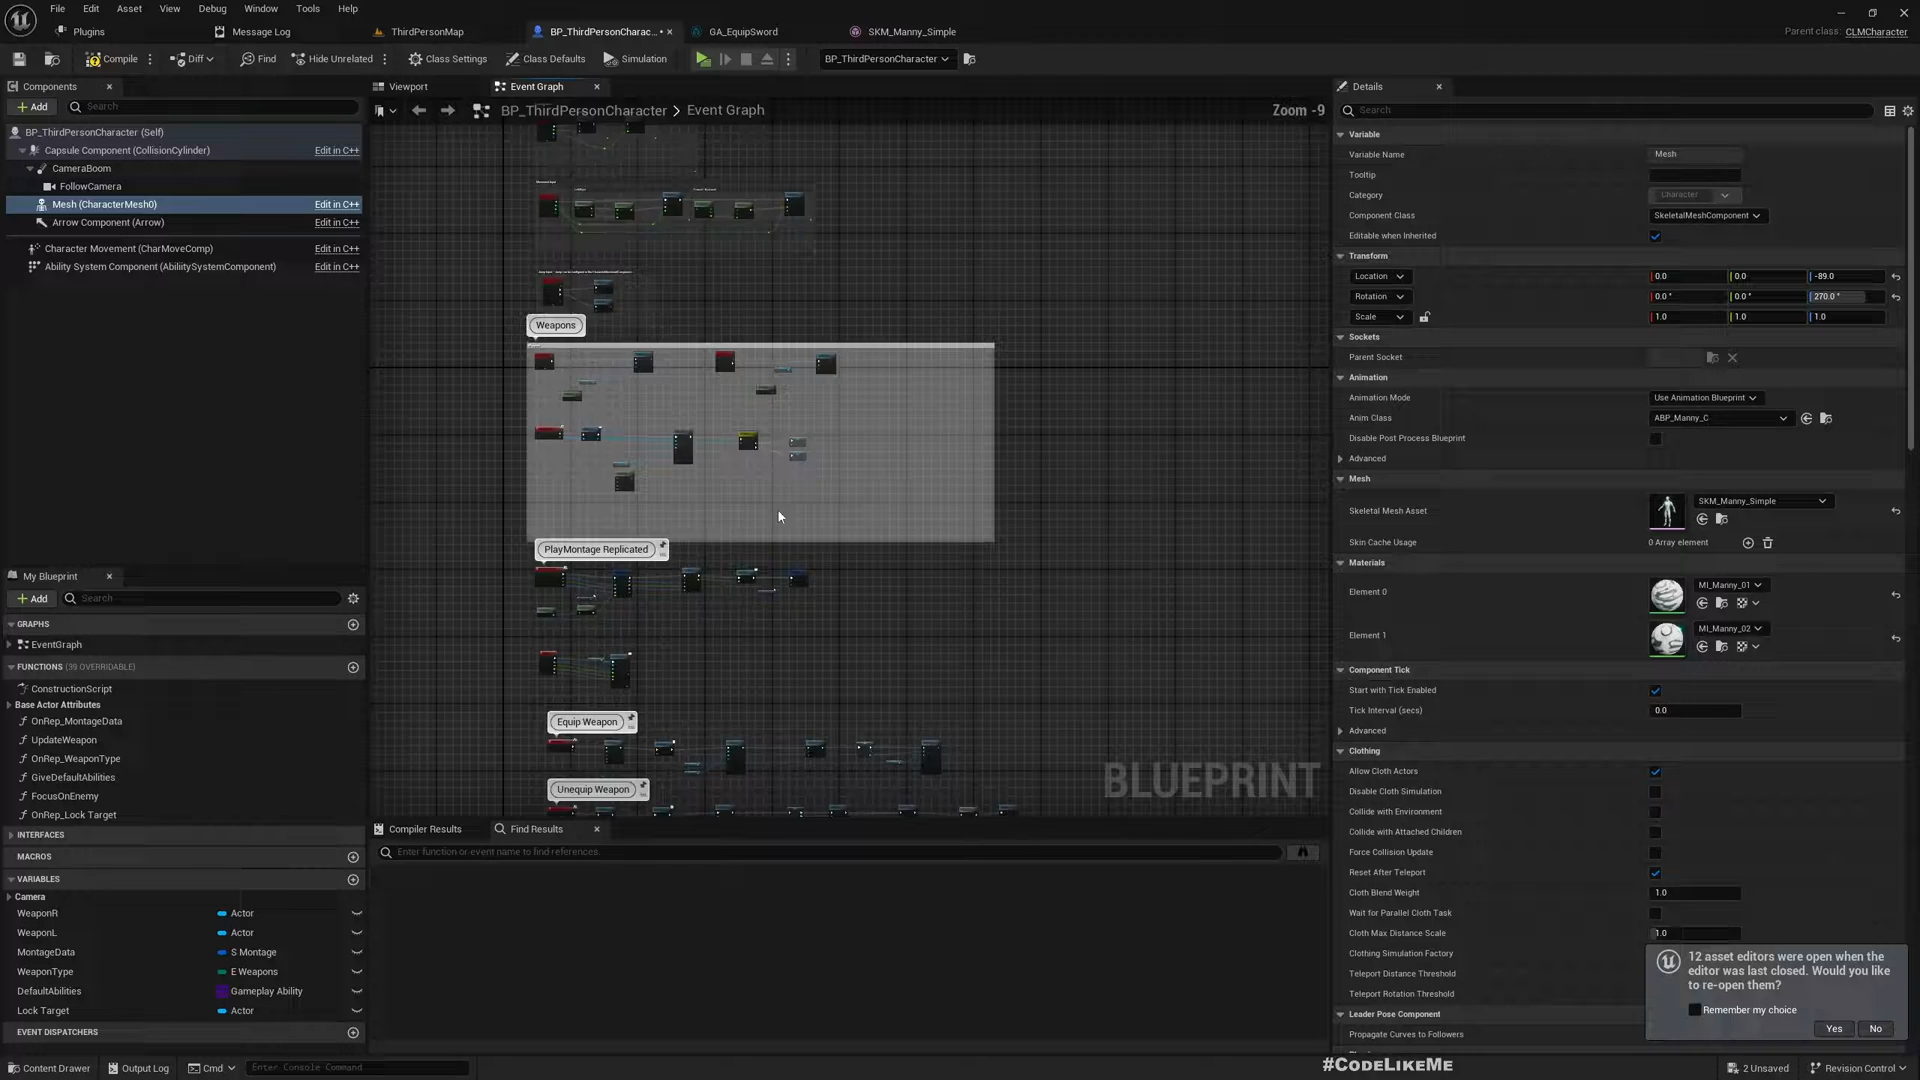 File Edit Asset View Debug Window Tools Help
Plugins Message Log ThirdPersonMap BP_ThirdPersonCharac... GA_EquipSword SKM_Manny_Simple Parent class: CLMCharacter
Compile Diff Find Hide Unrelated Class Settings Class Defaults Simulation BP_ThirdPersonCharacter
Components
Add Search
BP_ThirdPersonCharacter (Self)
Capsule Component (CollisionCylinder) Edit in C++
CameraBoom
FollowCamera
Mesh (CharacterMesh0) Edit in C++
Arrow Component (Arrow) Edit in C++
Character Movement (CharMoveComp) Edit in C++
Ability System Component (AbiliitySystemComponent) Edit in C++
My Blueprint
Add Search
GRAPHS
EventGraph
FUNCTIONS (39 OVERRIDABLE)
ConstructionScript
Base Actor Attributes
OnRep_MontageData
UpdateWeapon
OnRep_WeaponType
GiveDefaultAbilities
FocusOnEnemy
OnRep_Lock Target
INTERFACES
MACROS
VARIABLES
Camera
WeaponR Actor
WeaponL Actor
MontageData S Montage
WeaponType E Weapons
DefaultAbilities Gameplay Ability
Lock Target Actor
EVENT DISPATCHERS
Viewport Event Graph
BP_ThirdPersonCharacter > Event Graph Zoom -9
Weapons
PlayMontage Replicated
Equip Weapon
Unequip Weapon
BLUEPRINT
Compiler Results Find Results
Enter function or event name to find references.
Details
Search
Variable
Variable Name Mesh
Tooltip
Category Character
Component Class SkeletalMeshComponent
Editable when Inherited
Transform
Location 0.0 0.0 -89.0
Rotation 0.0 ° 0.0 ° 270.0 °
Scale 1.0 1.0 1.0
Sockets
Parent Socket
Animation
Animation Mode Use Animation Blueprint
Anim Class ABP_Manny_C
Disable Post Process Blueprint
Advanced
Mesh
Skeletal Mesh Asset SKM_Manny_Simple
Skin Cache Usage 0 Array element
Materials
Element 0 MI_Manny_01
Element 1 MI_Manny_02
Component Tick
Start with Tick Enabled
Tick Interval (secs) 0.0
Advanced
Clothing
Allow Cloth Actors
Disable Cloth Simulation
Collide with Environment
Collide with Attached Children
Force Collision Update
Reset After Teleport
Cloth Blend Weight 1.0
Wait for Parallel Cloth Task
Cloth Max Distance Scale 1.0
Clothing Simulation Factory
Teleport Distance Threshold
Teleport Rotation Threshold
Leader Pose Component
Propagate Curves to Followers
12 asset editors were open when the
editor was last closed. Would you like
to re-open them?
Remember my choice
Yes No
Content Drawer Output Log Cmd Enter Console Command #CodeLikeMe 2 Unsaved Revision Control